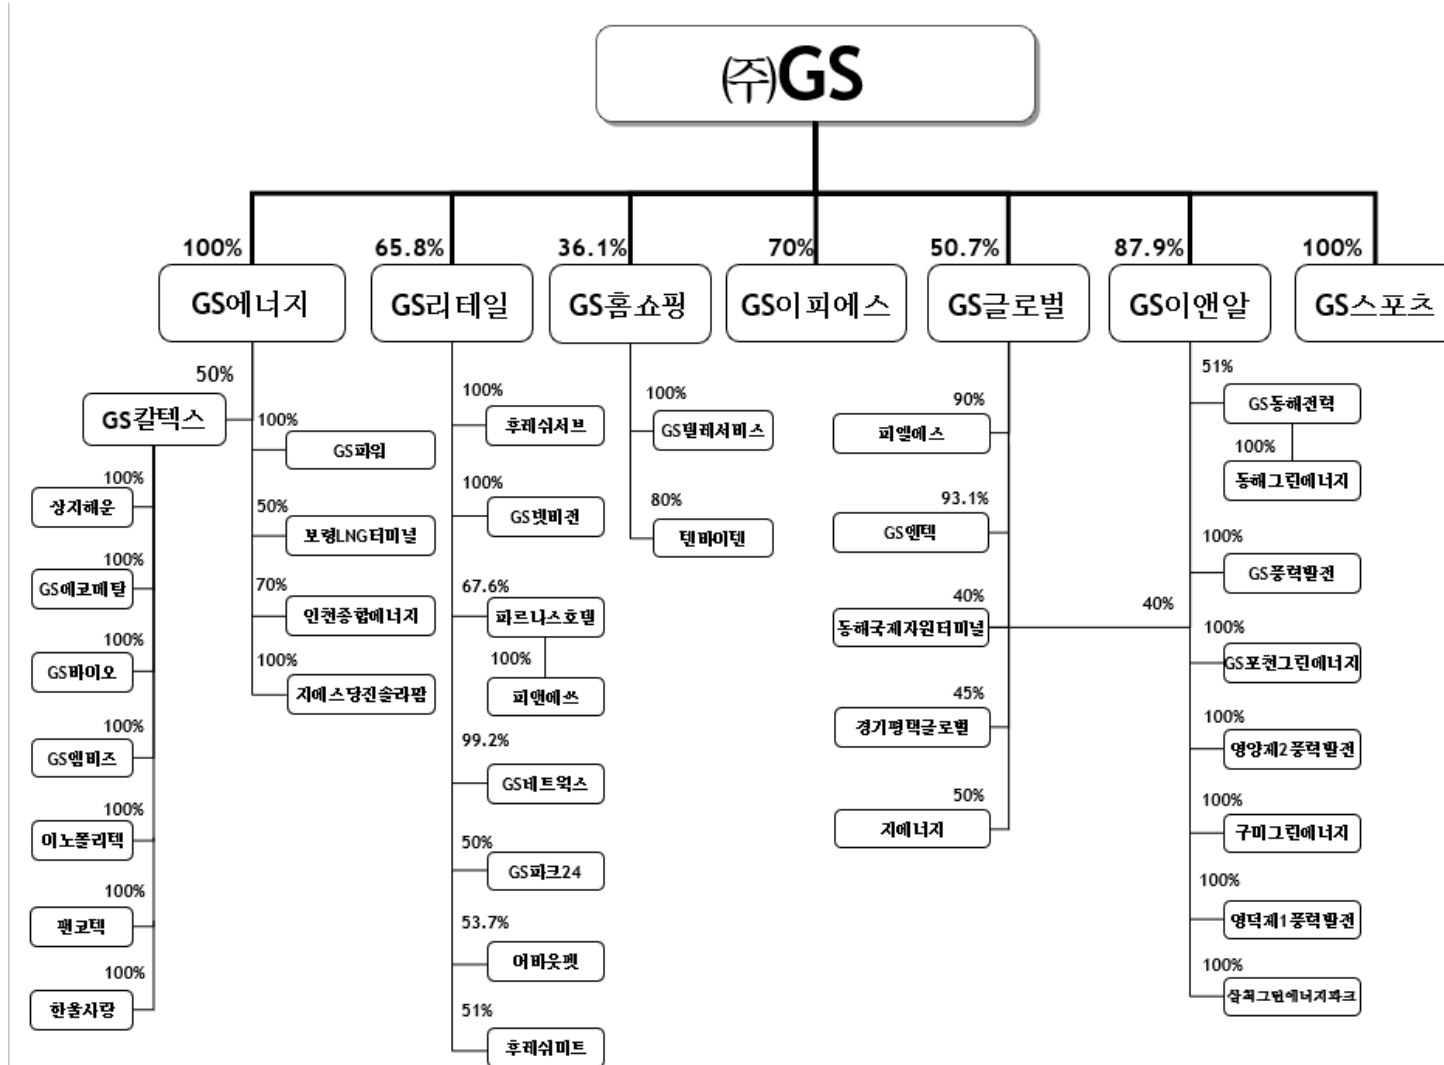 ㈜GS
100%
65.8%
36.1%
70%
50.7%
87.9%
100%
GS에너지
GS리테일
GS홈쇼핑
GS이피에스
GS글로벌
GS이앤알
GS스포츠
50%
GS칼텍스
100%
상지해운
100%
GS에코메탈
100%
GS바이오
100%
GS엠비즈
100%
이노폴리텍
100%
팬코텍
100%
한울사랑
100%
GS파워
50%
보령LNG터미널
70%
인천종합에너지
100%
지에스당진솔라팜
100%
후레쉬서브
100%
GS넷비전
67.6%
파르나스호텔
100%
피앤에쓰
99.2%
GS네트웍스
50%
GS파크24
53.7%
어바웃펫
51%
후레쉬미트
100%
GS텔레서비스
80%
텐바이텐
90%
피엘에스
93.1%
GS엔텍
40%
동해국제자원터미널
40%
45%
경기평택글로벌
50%
지에너지
51%
GS동해전력
100%
동해그린에너지
100%
GS풍력발전
100%
GS포천그린에너지
100%
영양제2풍력발전
100%
구미그린에너지
100%
영덕제1풍력발전
100%
삼척그린에너지파크